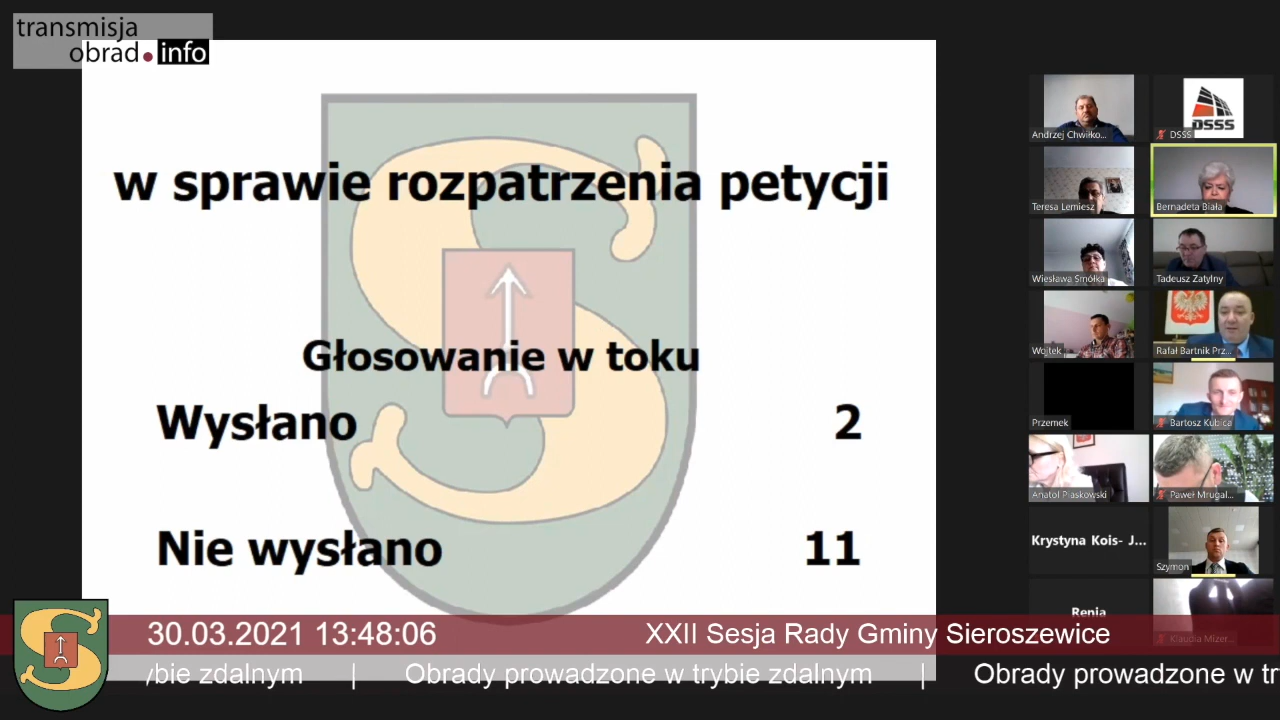 transmisja
obrad.info
w sprawie rozpatrzenia petycji
Głosowanie w toku
Wysłano 2
Nie wysłano 11
Andrzej Chwiłko...
DSSS
DSSS
Teresa Lemiesz
Bernadeta Biała
Wiesława Smółka
Tadeusz Zatylny
Wojtek
Rafał Bartnik Prz...
Przemek
Bartosz Kubica
Anatol Piaskowski
Paweł Mrugal...
Krystyna Kois- J...
Szymon
Renia
Klaudia Mizer...
30.03.2021 13:48:06 XXII Sesja Rady Gminy Sieroszewice
ybie zdalnym | Obrady prowadzone w trybie zdalnym | Obrady prowadzone w tr